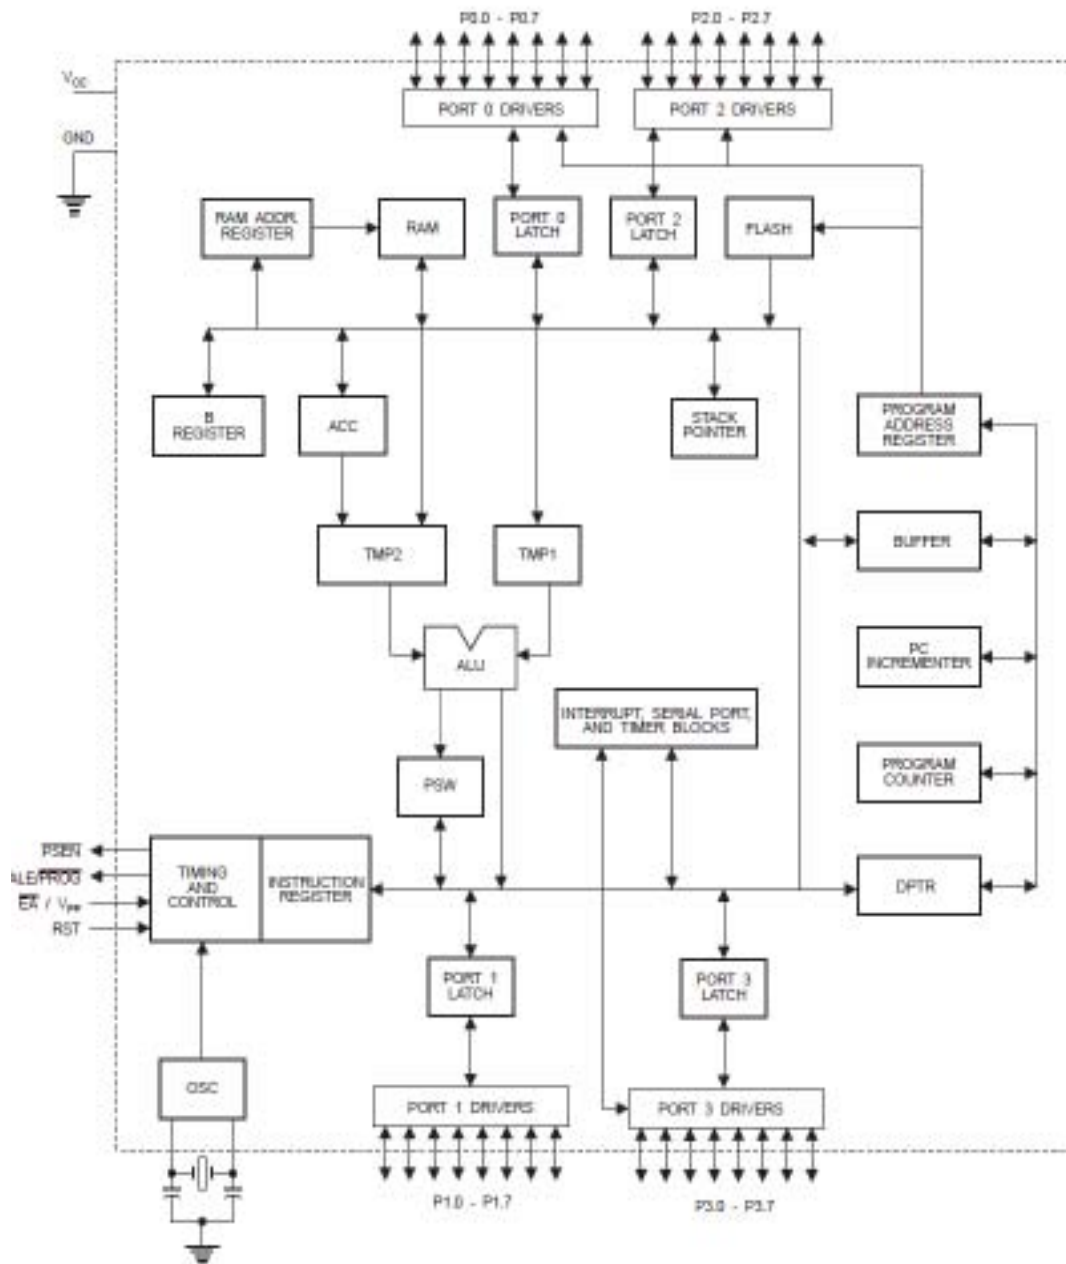 P0.0 - P0.7
P2.0 - P2.7
VCC
GND
PORT 0 DRIVERS
PORT 2 DRIVERS
RAM ADDR.
REGISTER
RAM
PORT 0
LATCH
PORT 2
LATCH
FLASH
B
REGISTER
ACC
STACK
POINTER
PROGRAM
ADDRESS
REGISTER
TMP2
TMP1
BUFFER
ALU
PC
INCREMENTER
INTERRUPT, SERIAL PORT,
AND TIMER BLOCKS
PSW
PROGRAM
COUNTER
PSEN
ALE/PROG
EA / VPP
RST
TIMING
AND
CONTROL
INSTRUCTION
REGISTER
DPTR
PORT 1
LATCH
PORT 3
LATCH
OSC
PORT 1 DRIVERS
PORT 3 DRIVERS
P1.0 - P1.7
P3.0 - P3.7